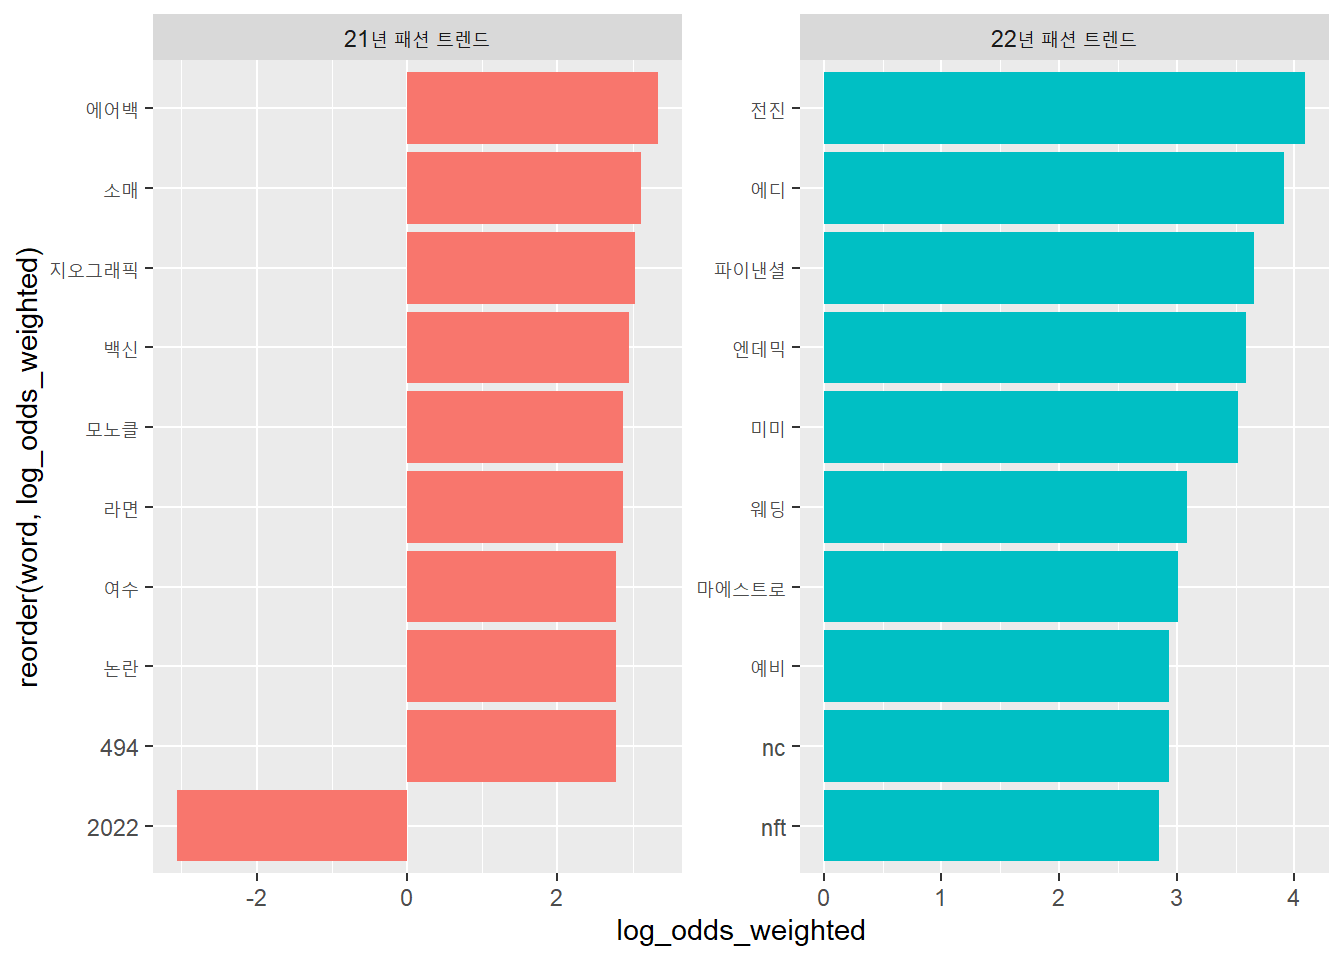 21년 패션 트렌드
22년 패션 트렌드
reorder(word, log_odds_weighted)
에어백
소매
지오그래픽
백신
모노클
라면
여수
논란
494
2022
전진
에디
파이낸셜
엔데믹
미미
웨딩
마에스트로
예비
nc
nft
-2 0 2
0 1 2 3 4
log_odds_weighted